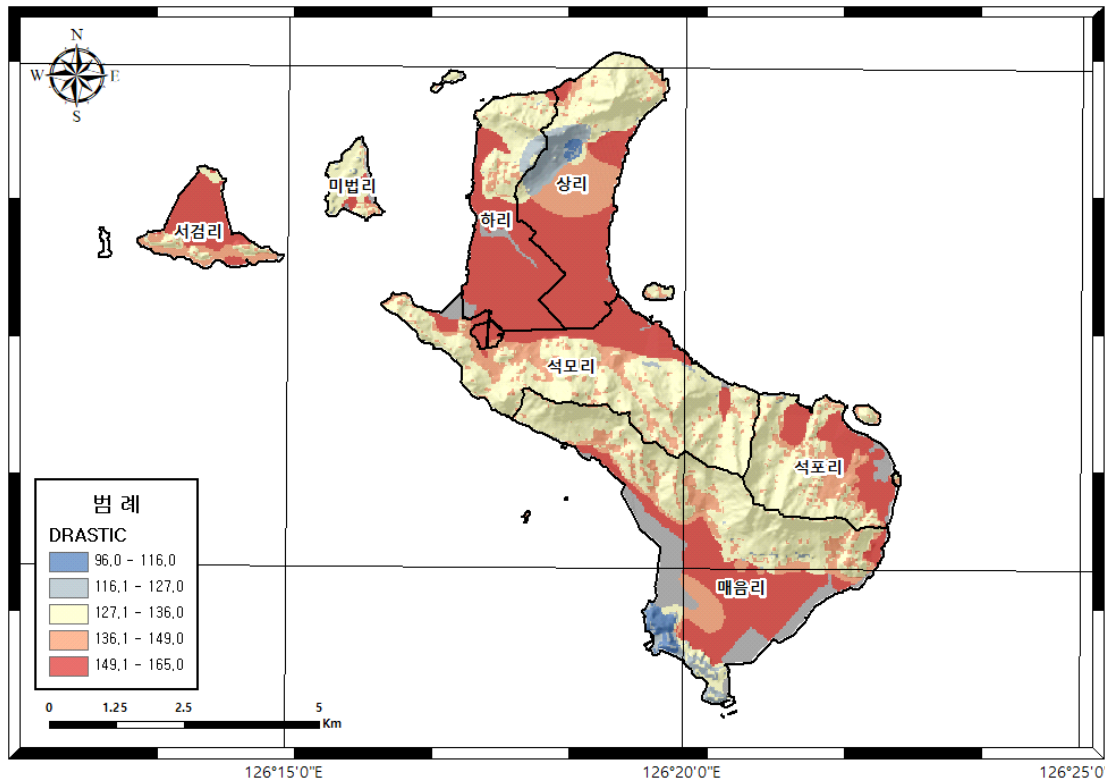 N
W E
S
미법리
상리
서검리
하리
석모리
석포리
매음리
범 례
DRASTIC
96,0 - 116,0
116,1 - 127,0
127,1 - 136,0
136,1 - 149,0
149,1 - 165,0
0 1.25 2.5 5
Km
126°15'0"E 126°20'0"E 126°25'0"E